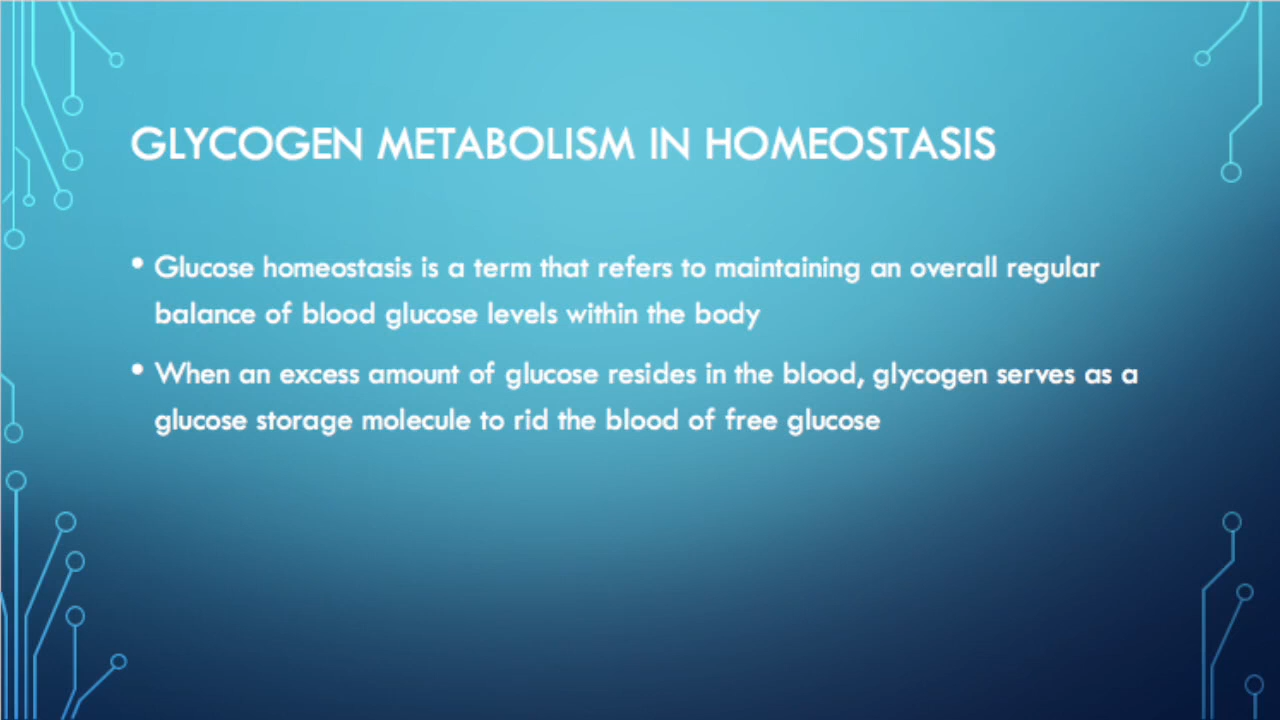 GLYCOGEN METABOLISM IN HOMEOSTASIS
• Glucose homeostasis is a term that refers to maintaining an overall regular
balance of blood glucose levels within the body
• When an excess amount of glucose resides in the blood, glycogen serves as a
glucose storage molecule to rid the blood of free glucose